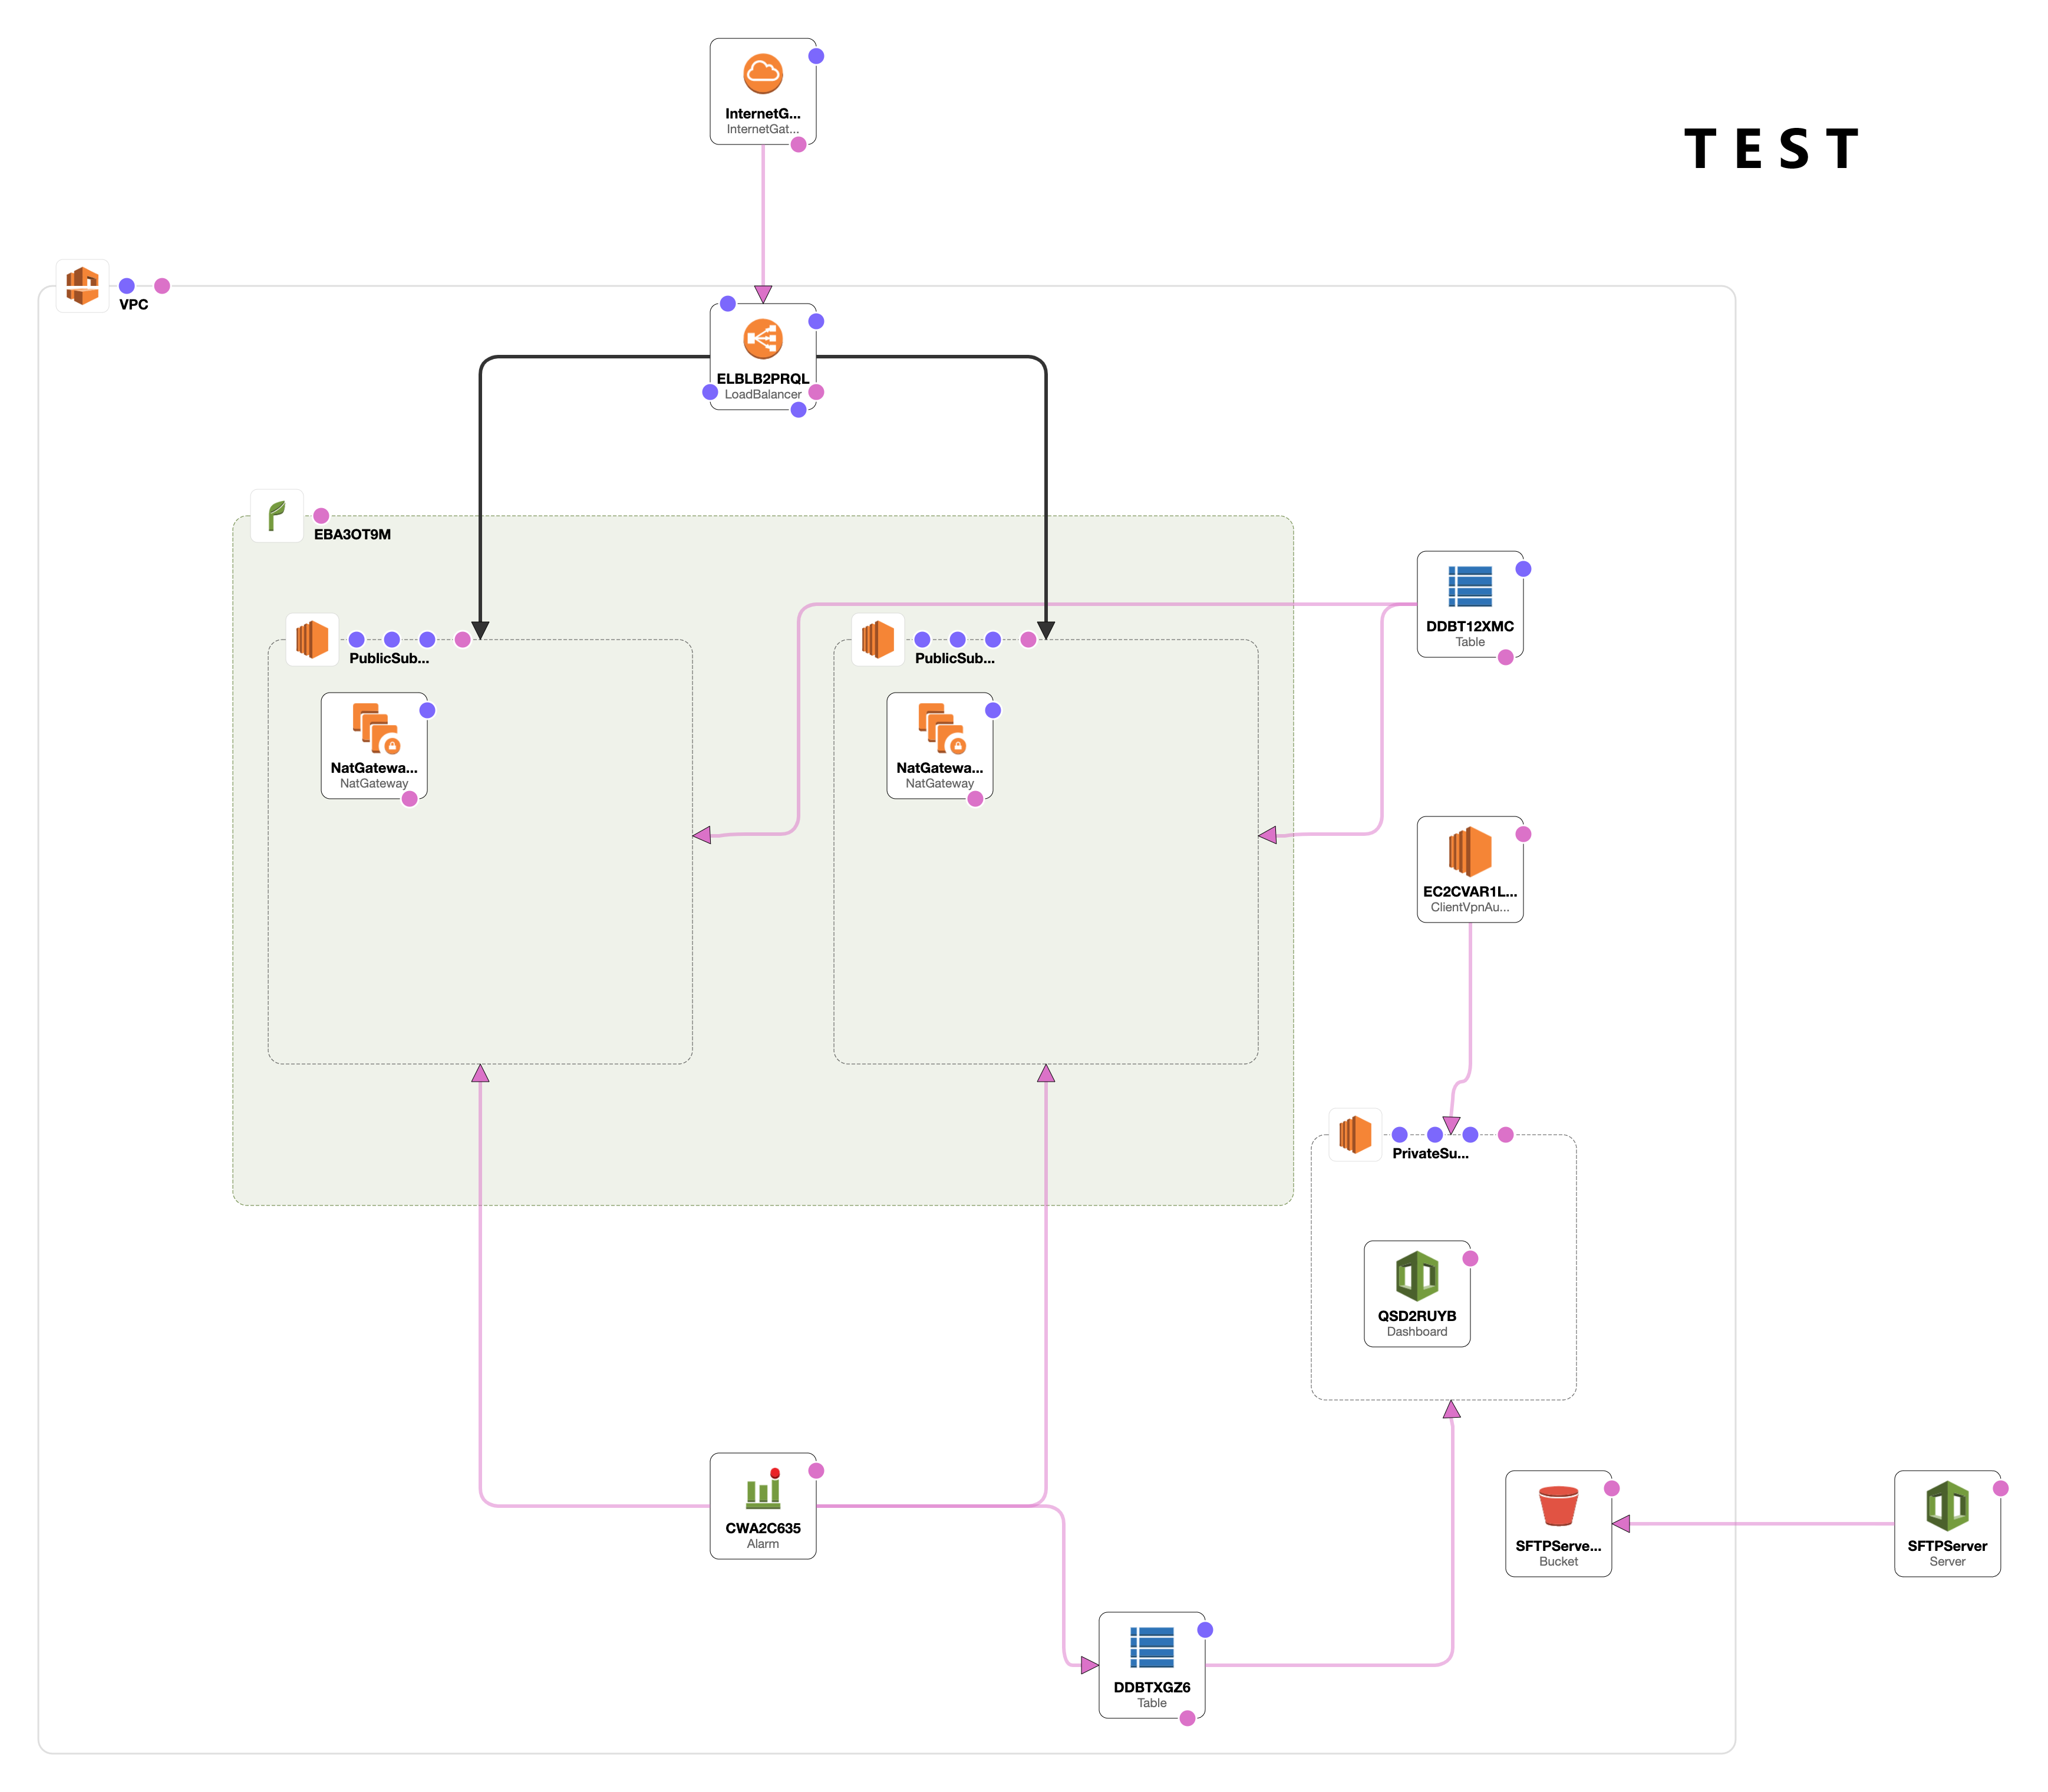 InternetG...
InternetGat...
T E S T
VPC
ELBLB2PRQL
LoadBalancer
EBA3OT9M
PublicSub...
PublicSub...
DDBT12XMC
Table
NatGatewa...
NatGateway
NatGatewa...
NatGateway
EC2CVAR1L...
ClientVpnAu...
PrivateSu...
QSD2RUYB
Dashboard
CWA2C635
Alarm
SFTPServe...
Bucket
SFTPServer
Server
DDBTXGZ6
Table